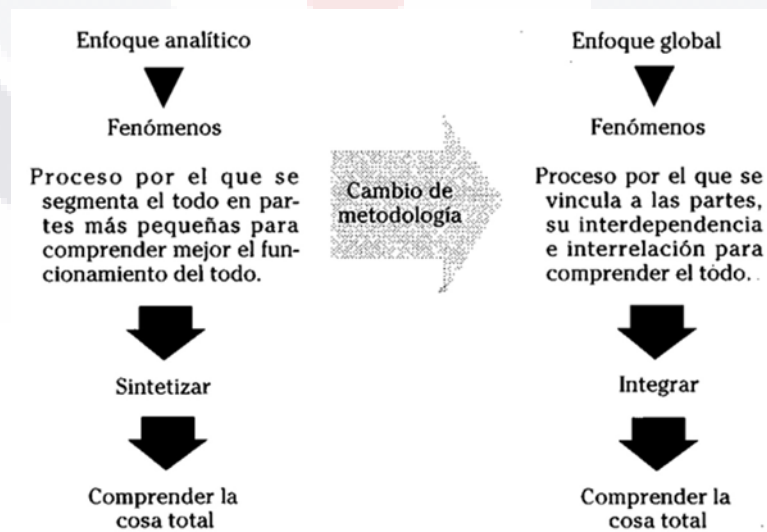 Enfoque analítico
Fenómenos
Proceso por el que se
segmenta el todo en par-
tes más pequeñas para
comprender mejor el fun-
cionamiento del todo.
Sintetizar
Comprender la
cosa total
Cambio de
metodología
Enfoque global
Fenómenos
Proceso por el que se
vincula a las partes,
su interdependencia
e interrelación para
comprender el tódo.
Integrar
Comprender la
cosa total